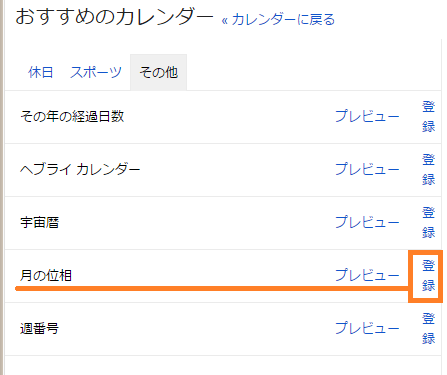 おすすめのカレンダー « カレンダーに戻る
休日 スポーツ その他
その年の経過日数 プレビュー 登録
ヘブライ カレンダー プレビュー 登録
宇宙暦 プレビュー 登録
月の位相 プレビュー 登録
週番号 プレビュー 登録